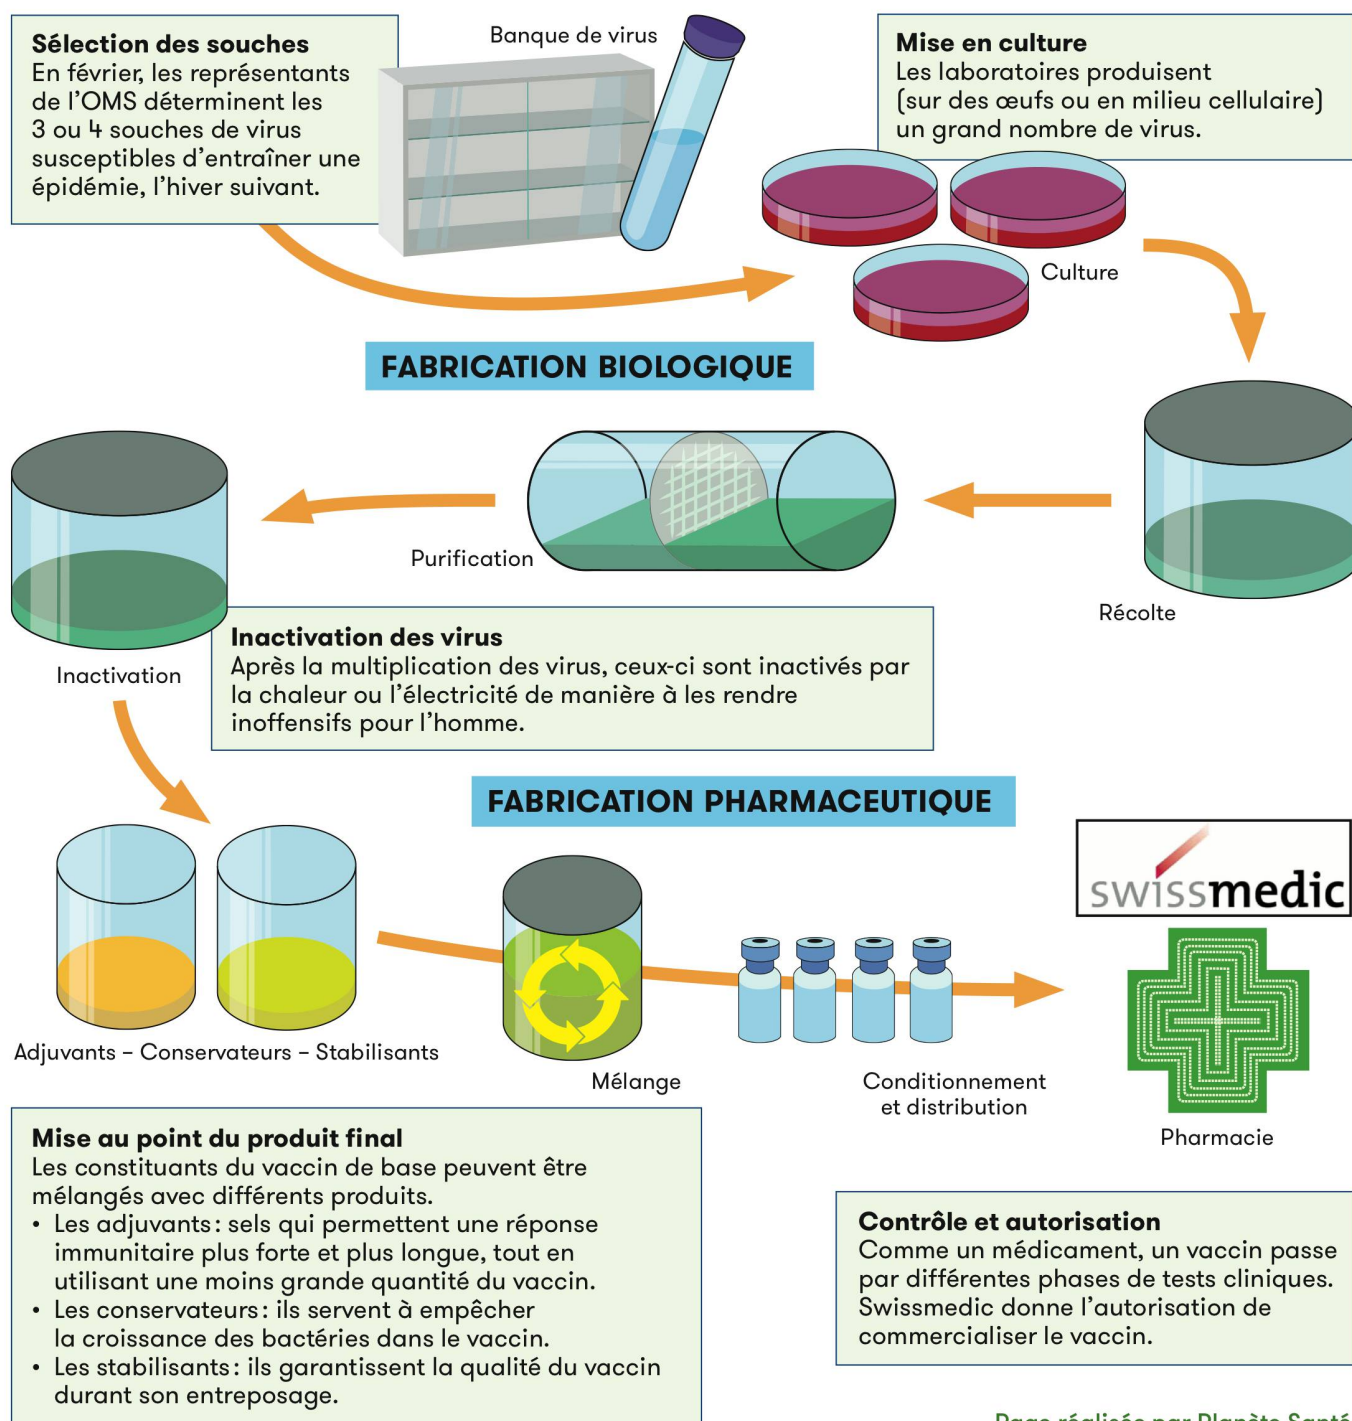 Sélection des souches
En février, les représentants
de l’OMS déterminent les
3 ou 4 souches de virus
susceptibles d’entraîner une
épidémie, l’hiver suivant.
Banque de virus
Mise en culture
Les laboratoires produisent
(sur des œufs ou en milieu cellulaire)
un grand nombre de virus.
Culture
FABRICATION BIOLOGIQUE
Récolte
Purification
Inactivation
Inactivation des virus
Après la multiplication des virus, ceux-ci sont inactivés par
la chaleur ou l’électricité de manière à les rendre
inoffensifs pour l’homme.
FABRICATION PHARMACEUTIQUE
swissmedic
Adjuvants – Conservateurs – Stabilisants
Mélange
Conditionnement
et distribution
Pharmacie
Mise au point du produit final
Les constituants du vaccin de base peuvent être
mélangés avec différents produits.
• Les adjuvants : sels qui permettent une réponse
immunitaire plus forte et plus longue, tout en
utilisant une moins grande quantité du vaccin.
• Les conservateurs : ils servent à empêcher
la croissance des bactéries dans le vaccin.
• Les stabilisants : ils garantissent la qualité du vaccin
durant son entreposage.
Contrôle et autorisation
Comme un médicament, un vaccin passe
par différentes phases de tests cliniques.
Swissmedic donne l’autorisation de
commercialiser le vaccin.
Page réalisée par Planète Santé